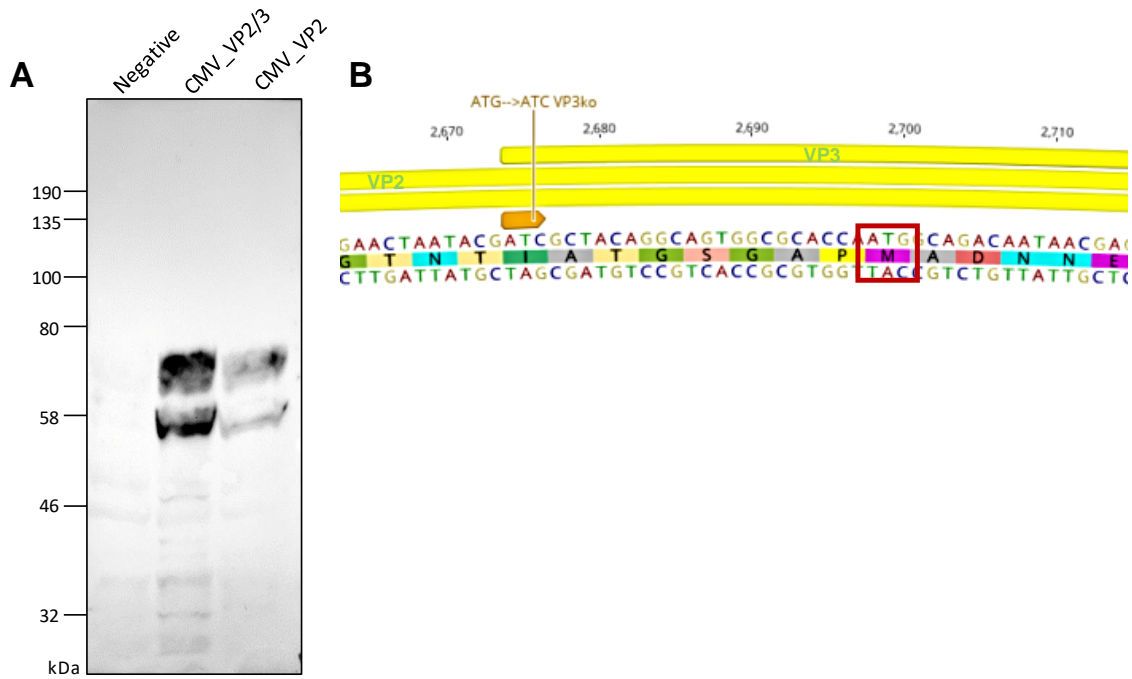 A
Negative
CMV_VP2/3
CMV_VP2
190
135
100
80
58
46
32
kDa
B
ATG-->ATC VP3ko
2,670 2,680 2,690 2,700 2,710
VP3
VP2
GAACTAATACGATCGCTACAGGCAGTGGCGCACCAATGGCAGACAATAACGAG
G T N T I A T G S G A P M A D N N E
CTTGATTATGCTAGCGATGTCCGTCACCGCGTGGTTACCGTCTGTTATTGCTC